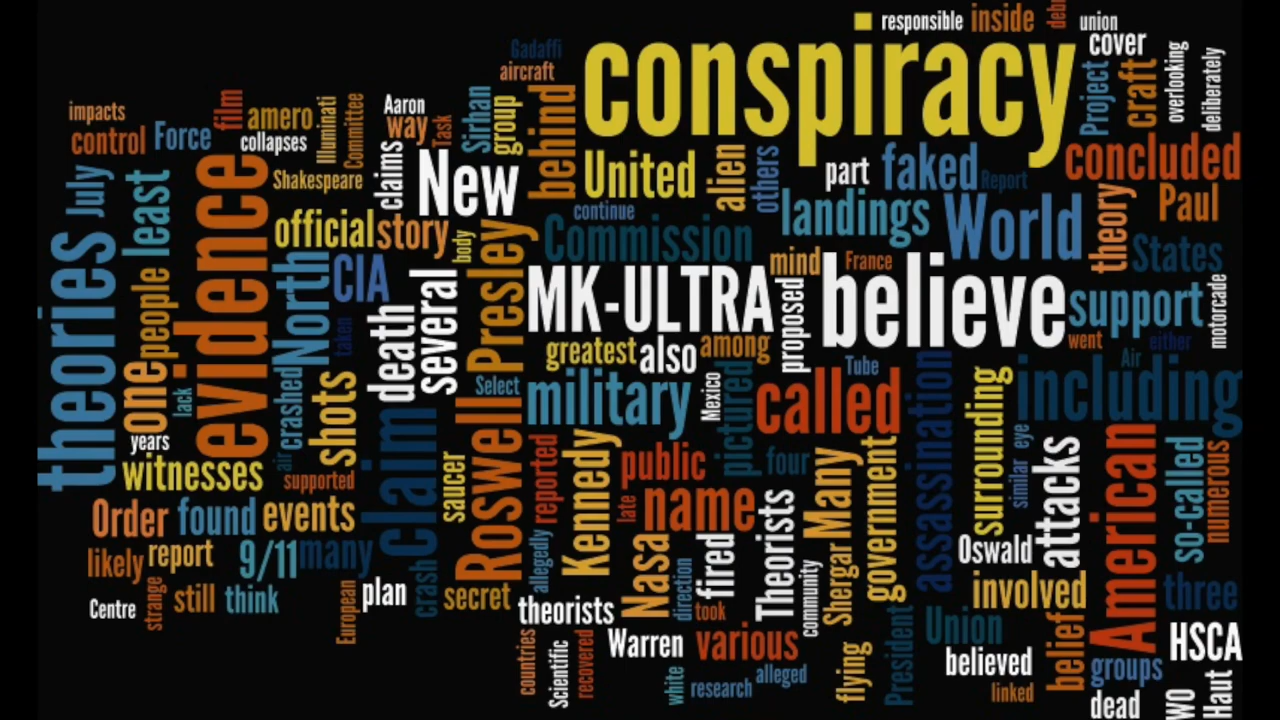 responsible
inside
union
cover
Project
craft
overlooking
deliberately
conspiracy
Gadaffi
aircraft
impacts
control
Force
film
amero
collapses
Illuminati
Committee
Aaron
way
Task
Sirhan
group
behind
United
alien
others
part
faked
Report
concluded
July
least
evidence
Shakespeare
claims
New
continue
landings
World
theory
Paul
official
story
body
Commission
States
theories
people
North
CIA
taken
death
several
Presley
MK-ULTRA
mind
France
proposed
believe
support
motorcade
went
either
one
lack
crashed
shots
greatest
also
among
Select
military
Mexico
pictured
Tube
called
assassination
Air
including
years
witnesses
air
supported
claim
saucer
Roswell
reported
Kennedy
public
four
late
name
Many
government
surrounding
eye
similar
attacks
American
so-called
numerous
Order
found
events
likely
report
9/11
many
Centre
strange
still
think
European
plan
crash
secret
allegedly
theorists
Nasa
direction
fired
took
Theorists
community
Shergar
Oswald
involved
three
countries
Scientific
recovered
Warren
various
white
research
alleged
flying
President
Union
believed
linked
belief
groups
HSCA
dead
Haut